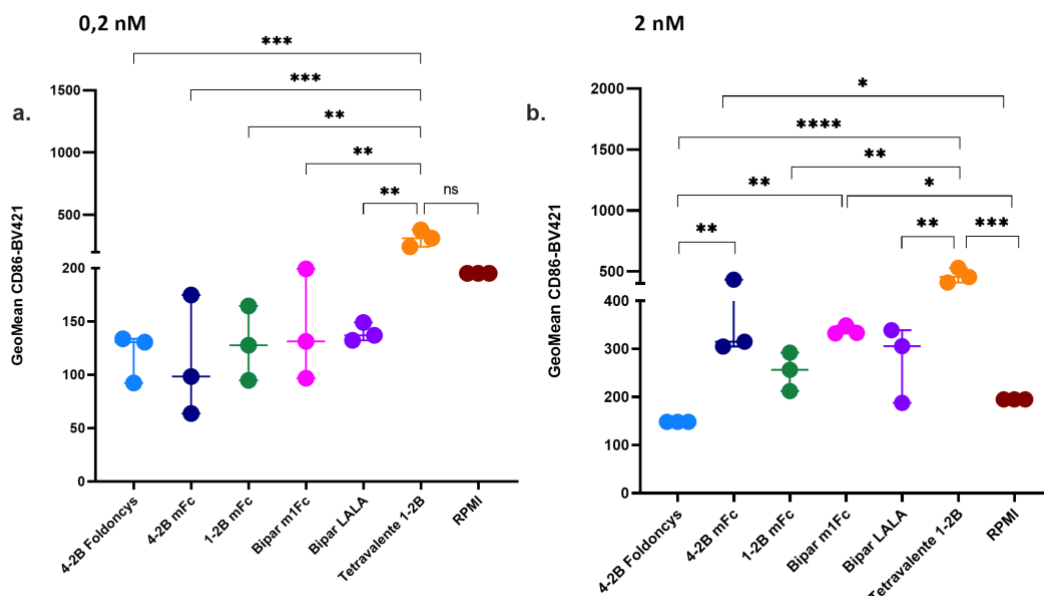 0,2 nM
a.
***
***
**
**
**
ns
GeoMean CD86-BV421
1500
1000
500
200
150
100
50
0
4-2B Foldoncys
4-2B mFc
1-2B mFc
Bipar m1Fc
Bipar LALA
Tetravalente 1-2B
RPMI
2 nM
b.
*
****
**
**
*
**
**
***
GeoMean CD86-BV421
2000
1500
1000
500
400
300
200
100
0
4-2B Foldoncys
4-2B mFc
1-2B mFc
Bipar m1Fc
Bipar LALA
Tetravalente 1-2B
RPMI